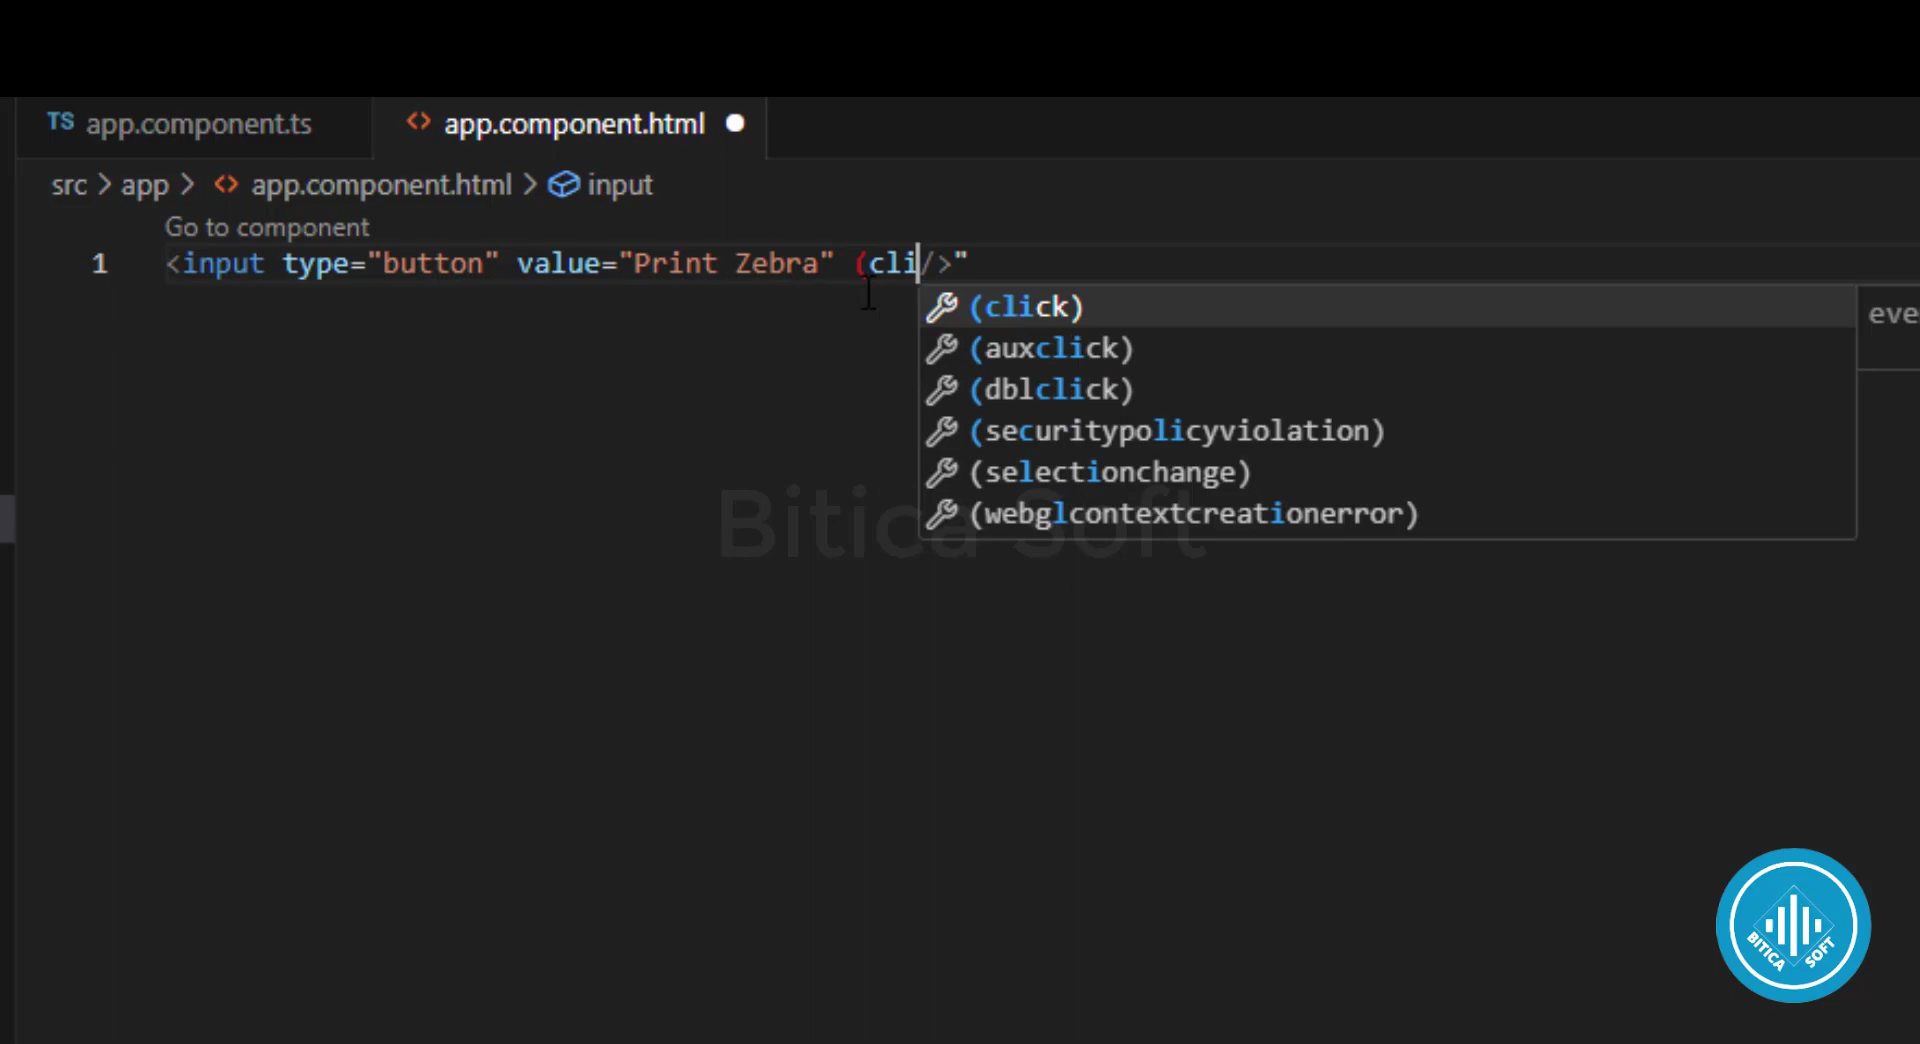 TS app.component.ts <> app.component.html
src > app > <> app.component.html > input
Go to component
1 <input type="button" value="Print Zebra" (cli/>"
(click)
eve
(auxclick)
(dblclick)
(securitypolicyviolation)
(selectionchange)
(webglcontextcreationerror)
Bitica Soft
BITICA SOFT